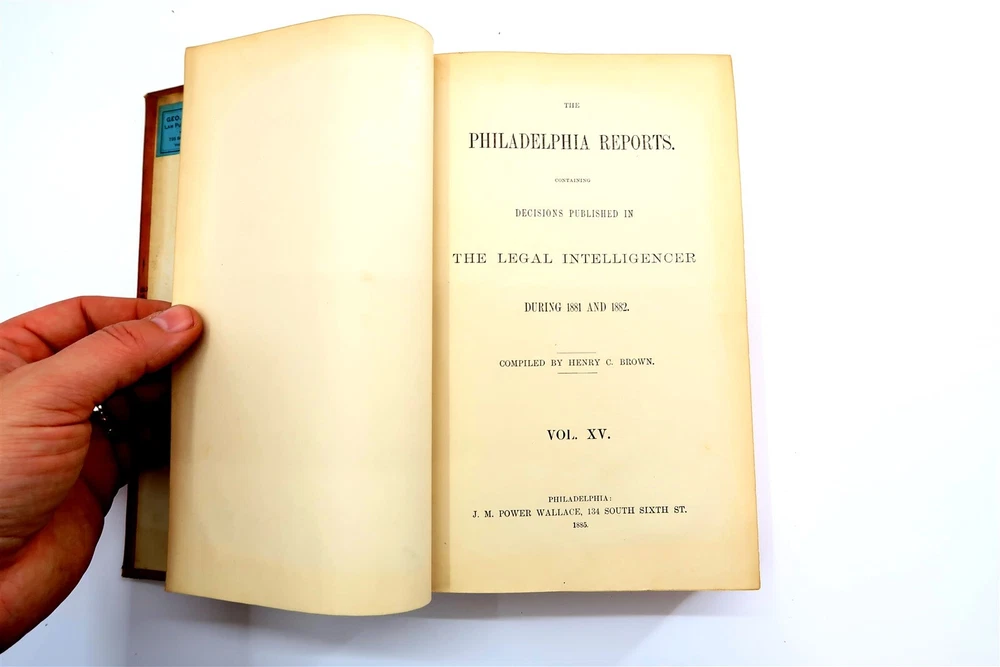 GEO.
THE
PHILADELPHIA REPORTS.
CONTAINING
DECISIONS PUBLISHED IN
THE LEGAL INTELLIGENCER
DURING 1881 AND 1882.
COMPILED BY HENRY C. BROWN.
VOL. XV.
PHILADELPHIA:
J. M. POWER WALLACE, 134 SOUTH SIXTH ST.
1885.